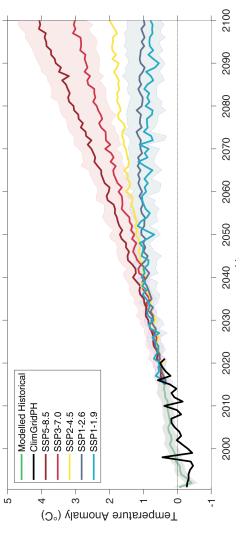 Temperature Anomaly (°C)
5
4
3
2
1
0
-1
Modelled Historical
ClimGridPH
SSP5-8.5
SSP3-7.0
SSP2-4.5
SSP1-2.6
SSP1-1.9
2000
2010
2020
2030
2040
2050
2060
2070
2080
2090
2100